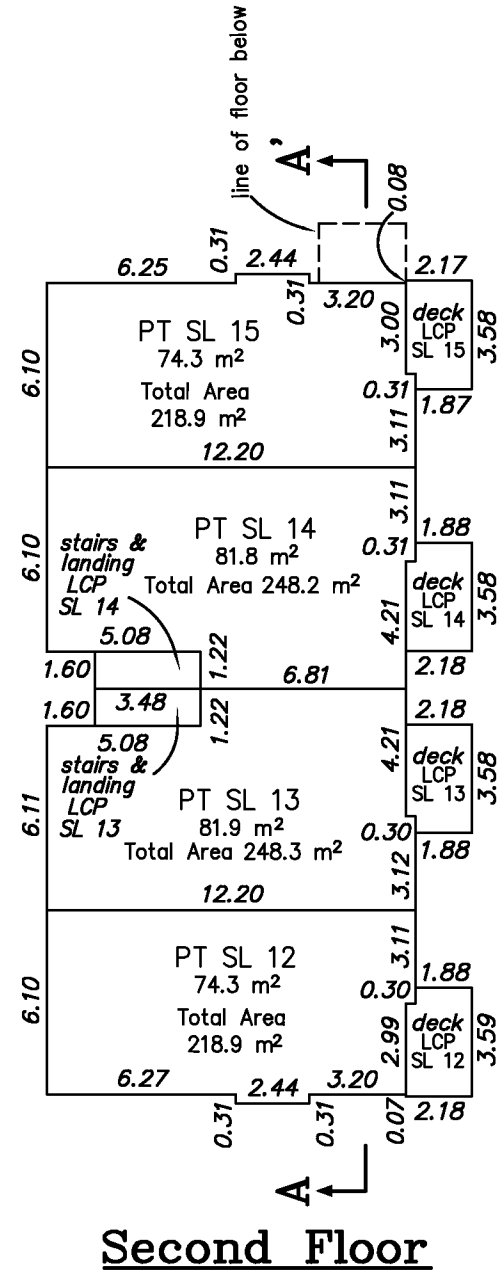 line of floor below
A'
0.08
0.31
2.44
6.25
0.31
3.20
2.17
6.10
PT SL 15
74.3 m²
Total Area
218.9 m²
3.00
deck
LCP
SL 15
3.58
0.31
1.87
3.11
12.20
6.10
PT SL 14
81.8 m²
Total Area 248.2 m²
3.11
1.88
0.31
stairs &
landing
LCP
SL 14
4.21
deck
LCP
SL 14
3.58
5.08
1.60
1.22
6.81
2.18
1.60
3.48
1.22
2.18
5.08
stairs &
landing
LCP
SL 13
4.21
deck
LCP
SL 13
3.58
6.11
PT SL 13
81.9 m²
Total Area 248.3 m²
0.30
1.88
3.12
12.20
6.10
PT SL 12
74.3 m²
Total Area
218.9 m²
3.11
1.88
0.30
2.99
deck
LCP
SL 12
3.59
6.27
2.44
3.20
0.31
0.31
0.07
2.18
A
Second Floor